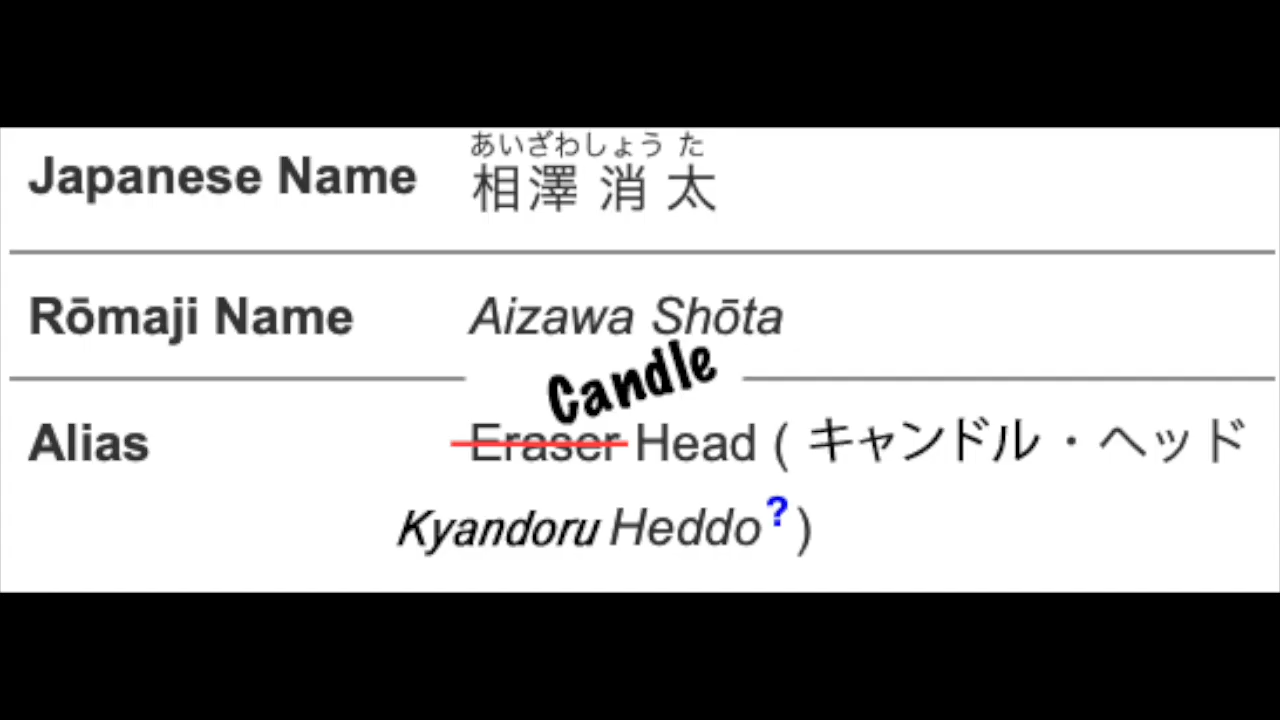 あいざわしょう た
Japanese Name 相澤 消 太
Rōmaji Name Aizawa Shōta
Candle
Alias Eraser Head ( キャンドル・ヘッド
Kyandoru Heddo?)